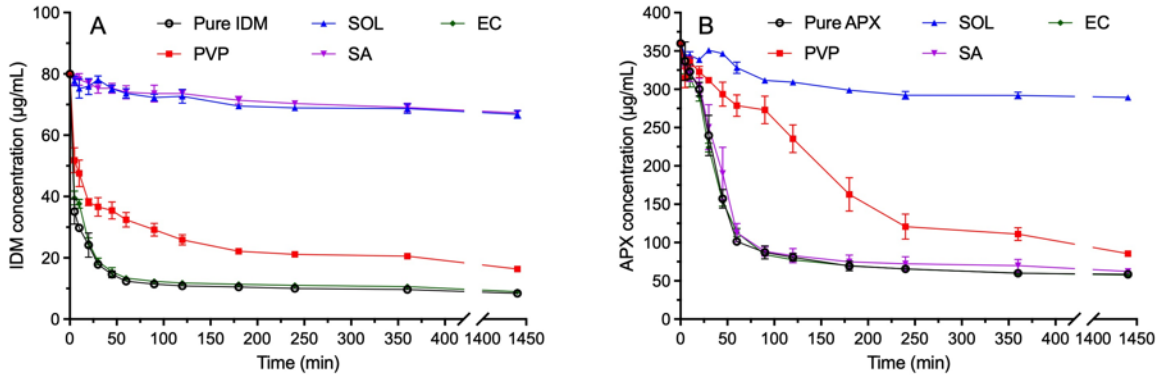 A
Pure IDM
SOL
EC
PVP
SA
IDM concentration (µg/mL)
100
80
60
40
20
0
0 50 100 150 200 250 300 350 400 1400 1450
Time (min)
B
Pure APX
SOL
EC
PVP
SA
APX concentration (µg/mL)
400
350
300
250
200
150
100
50
0
0 50 100 150 200 250 300 350 400 1400 1450
Time (min)